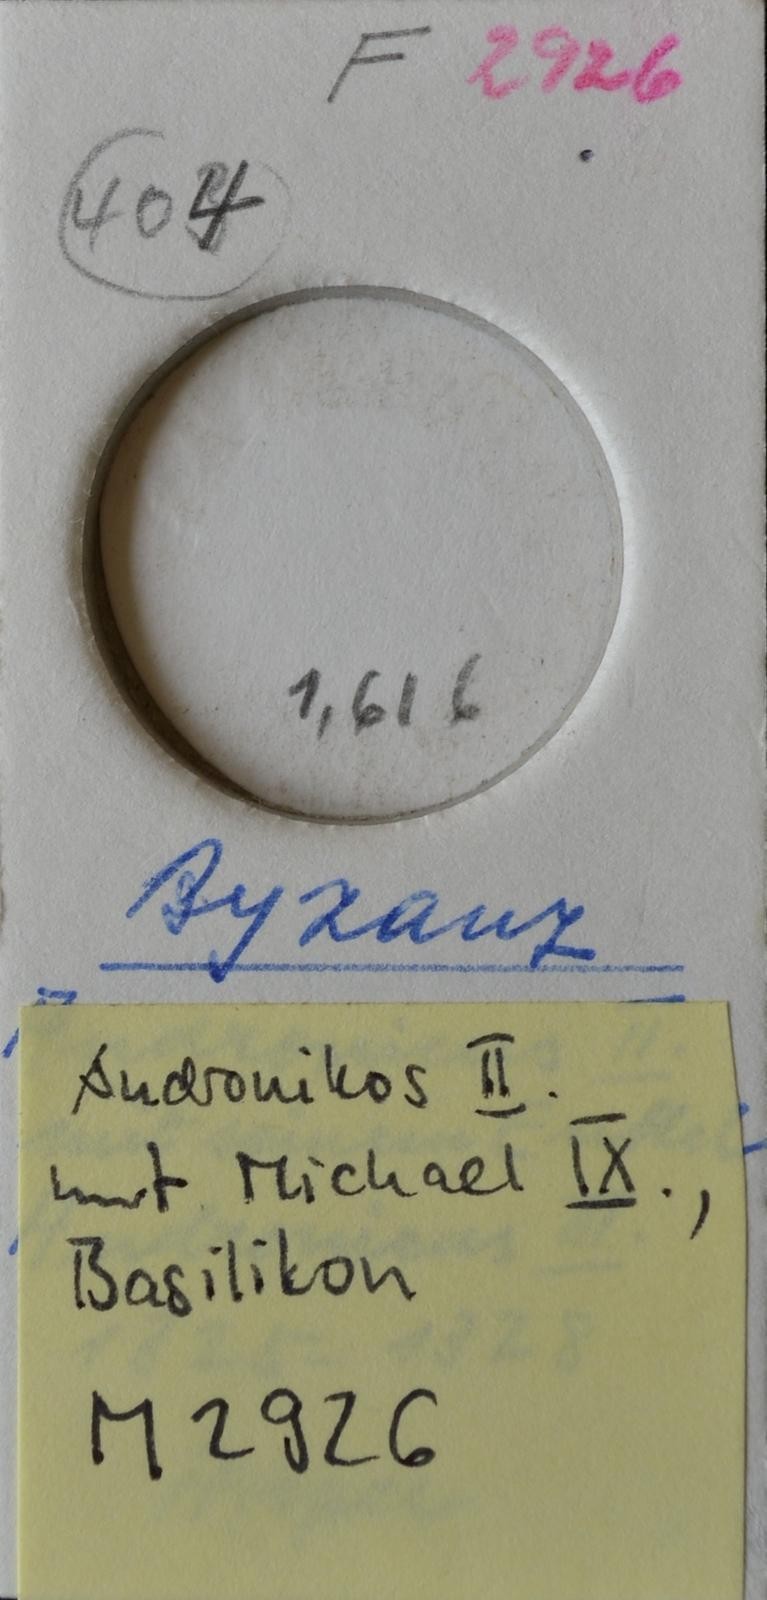 F 2926
404
1,616
Byzanz
Andronikos II.
mit Michael IX.,
Basilikon
M 2926